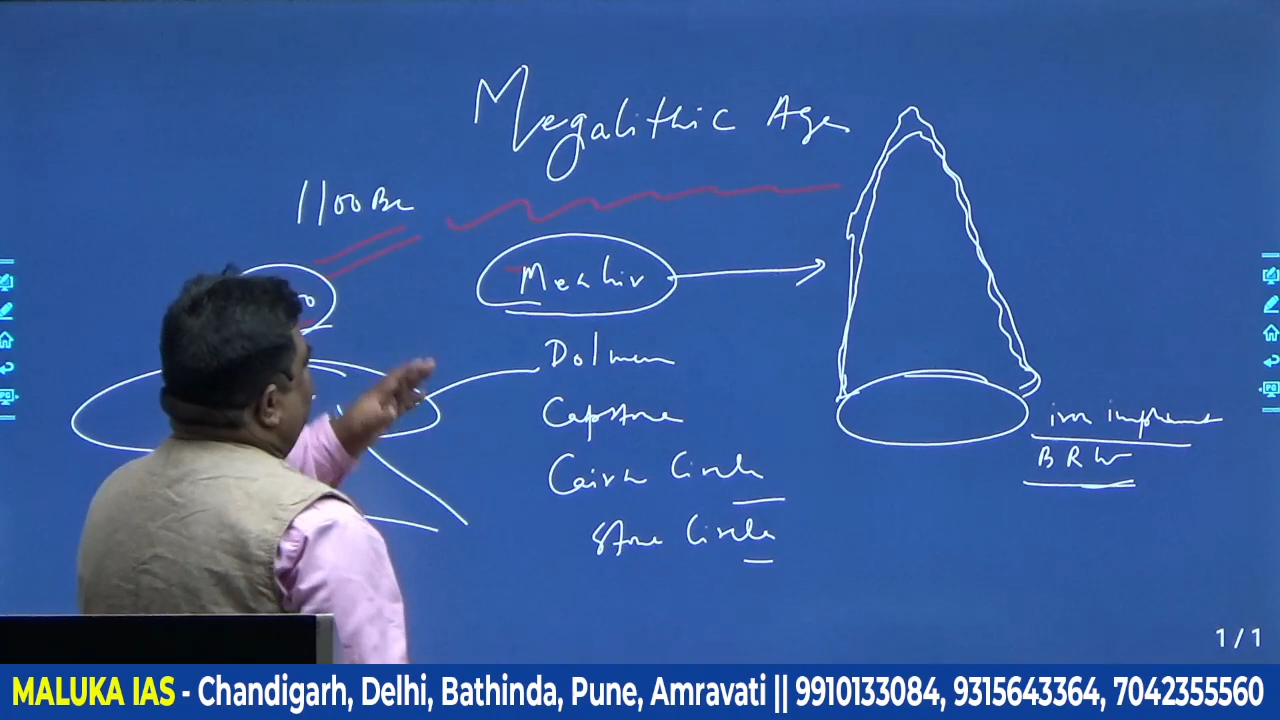 Megalithic Age
1100 BC
Menhir
Dolmen
Capstone
Cairn Circle
Stone Circle
iron implement
BRW
1 / 1
MALUKA IAS - Chandigarh, Delhi, Bathinda, Pune, Amravati || 9910133084, 9315643364, 7042355560